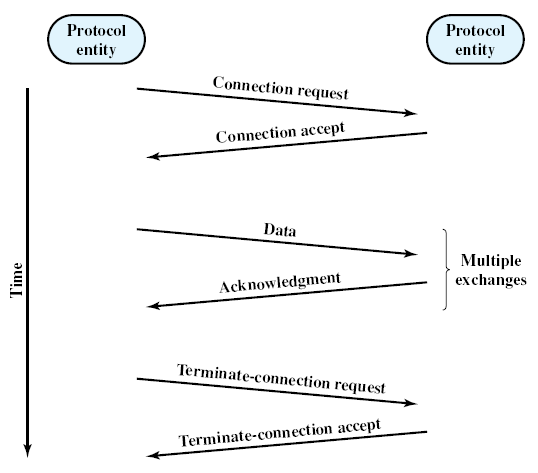 Protocol
entity
Protocol
entity
Connection request
Connection accept
Data
Acknowledgment
Multiple
exchanges
Time
Terminate-connection request
Terminate-connection accept